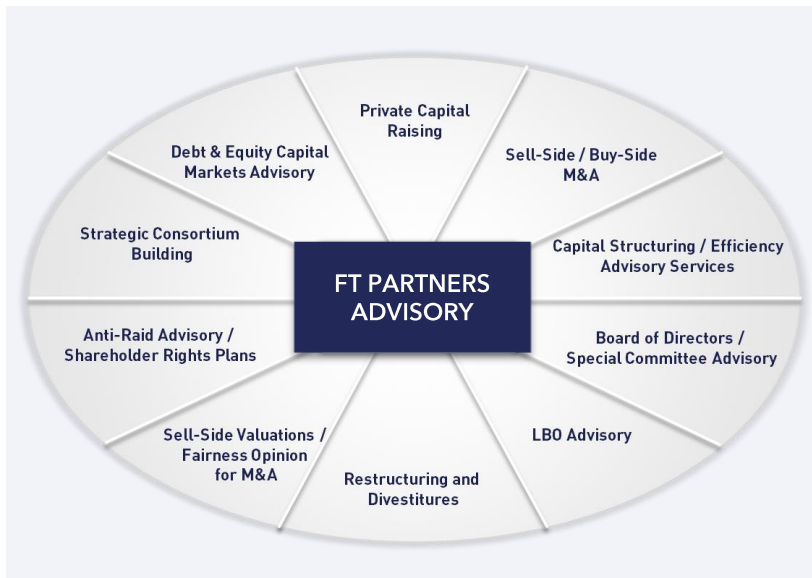 Private Capital
Raising
Sell-Side / Buy-Side
M&A
Capital Structuring / Efficiency
Advisory Services
Board of Directors /
Special Committee Advisory
LBO Advisory
Restructuring and
Divestitures
Sell-Side Valuations /
Fairness Opinion
for M&A
Anti-Raid Advisory /
Shareholder Rights Plans
Strategic Consortium
Building
Debt & Equity Capital
Markets Advisory
FT PARTNERS
ADVISORY